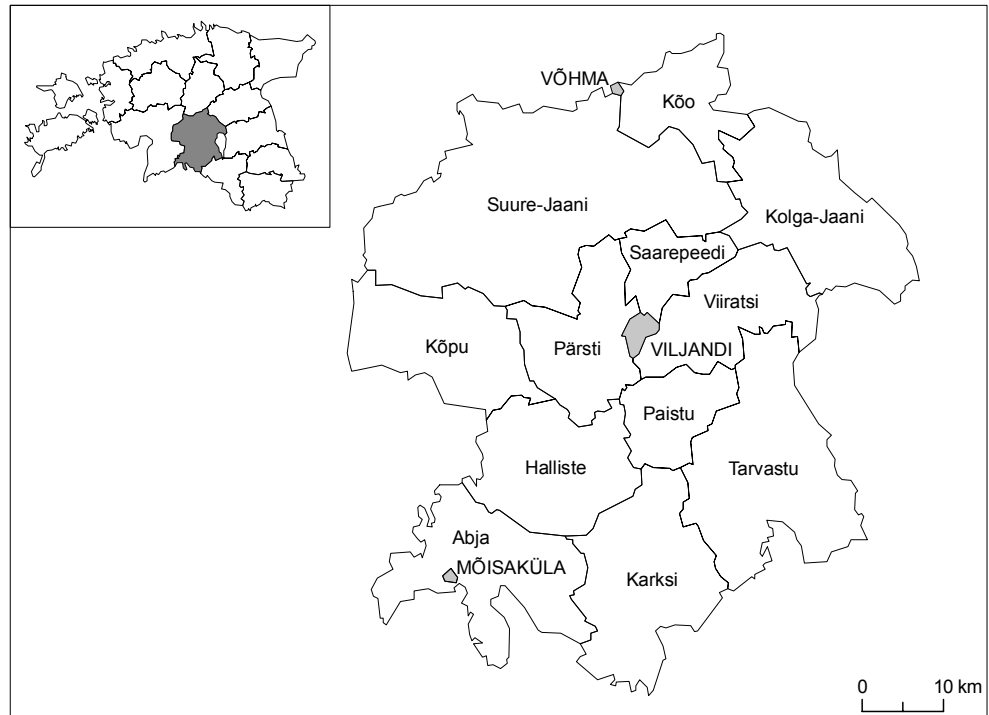 VÕHMA
Kõo
Suure-Jaani
Kolga-Jaani
Saarepeedi
Viiratsi
Kõpu
Pärsti
VILJANDI
Paistu
Halliste
Tarvastu
Abja
MÕISAKÜLA
Karksi
0 10 km